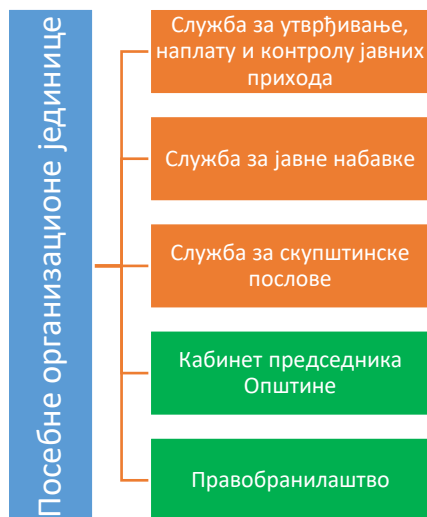 Посебне организационе јединице
Служба за утврђивање,
наплату и контролу јавних
прихода
Служба за јавне набавке
Служба за скупштинске
послове
Кабинет председника
Општине
Правобранилаштво